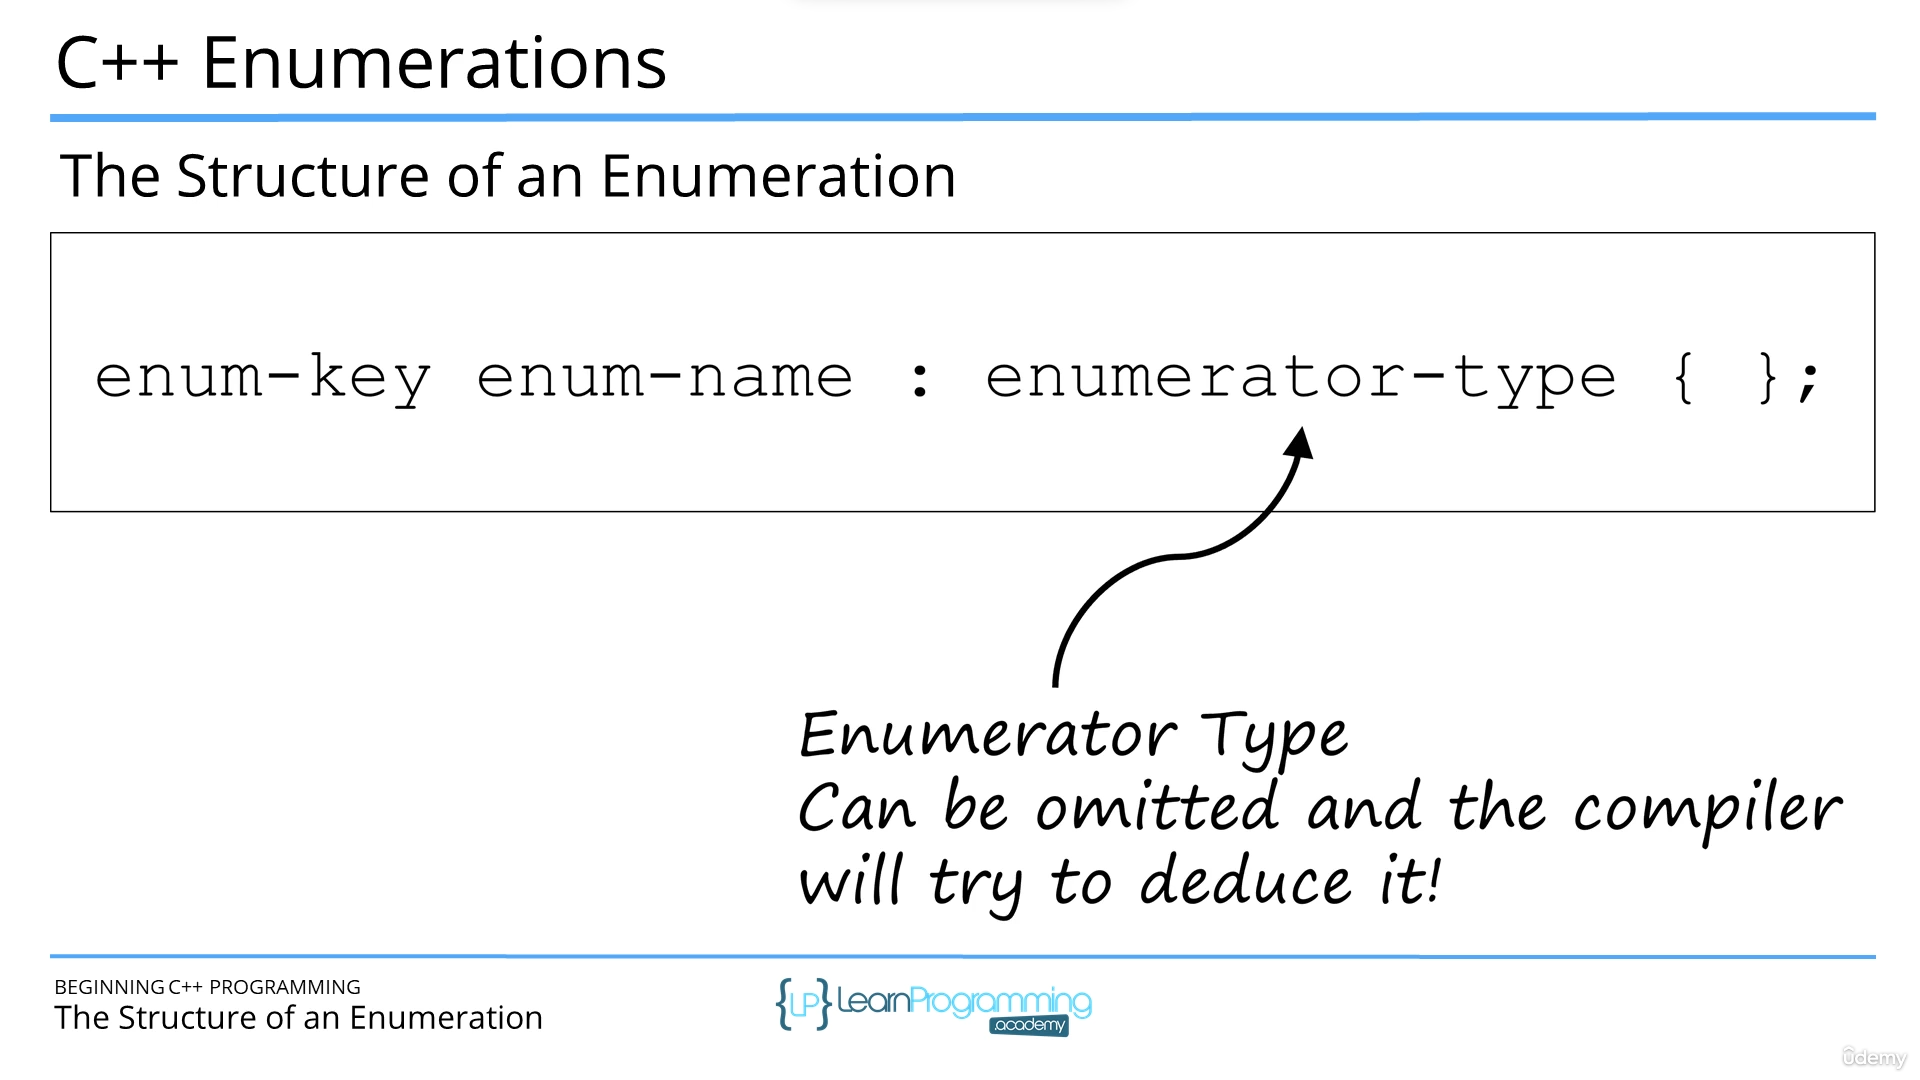 C++ Enumerations
The Structure of an Enumeration
enum-key enum-name : enumerator-type { };
Enumerator Type
Can be omitted and the compiler
will try to deduce it!
BEGINNING C++ PROGRAMMING
The Structure of an Enumeration
{LP} LearnProgramming
.academy
ûdemy